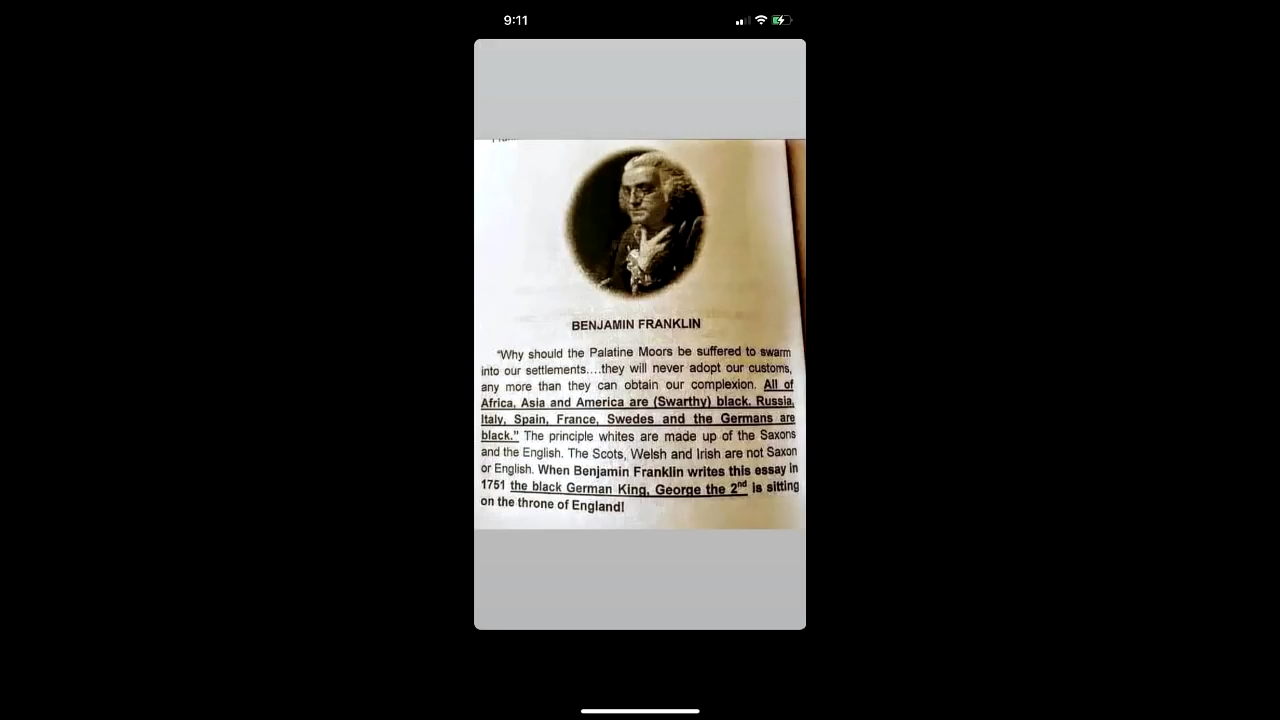 9:11
BENJAMIN FRANKLIN
"Why should the Palatine Moors be suffered to swarm
into our settlements....they will never adopt our customs,
any more than they can obtain our complexion. All of
Africa, Asia and America are (Swarthy) black. Russia,
Italy, Spain, France, Swedes and the Germans are
black." The principle whites are made up of the Saxons
and the English. The Scots, Welsh and Irish are not Saxon
or English. When Benjamin Franklin writes this essay in
1751 the black German King, George the 2nd is sitting
on the throne of England!